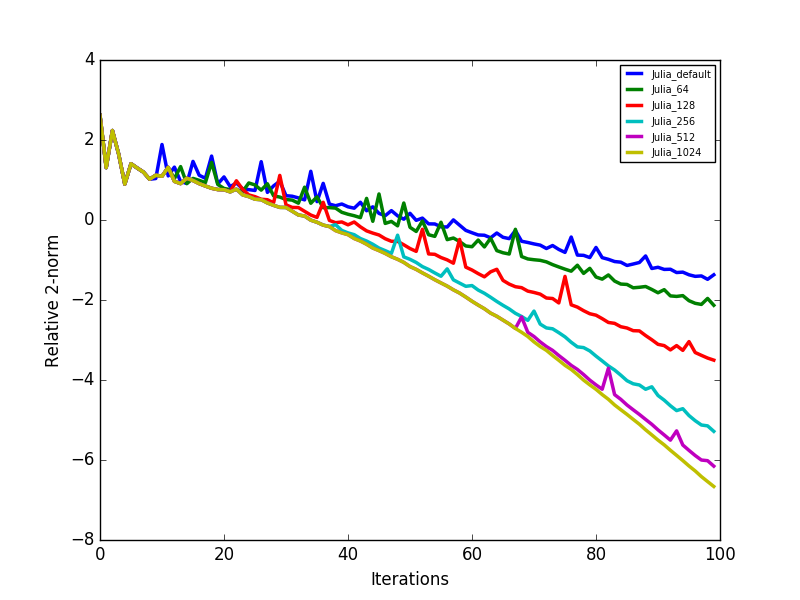 4
2
0
−2
−4
−6
−8
0
20
40
60
80
100
Iterations
Relative 2-norm
Julia_default
Julia_64
Julia_128
Julia_256
Julia_512
Julia_1024